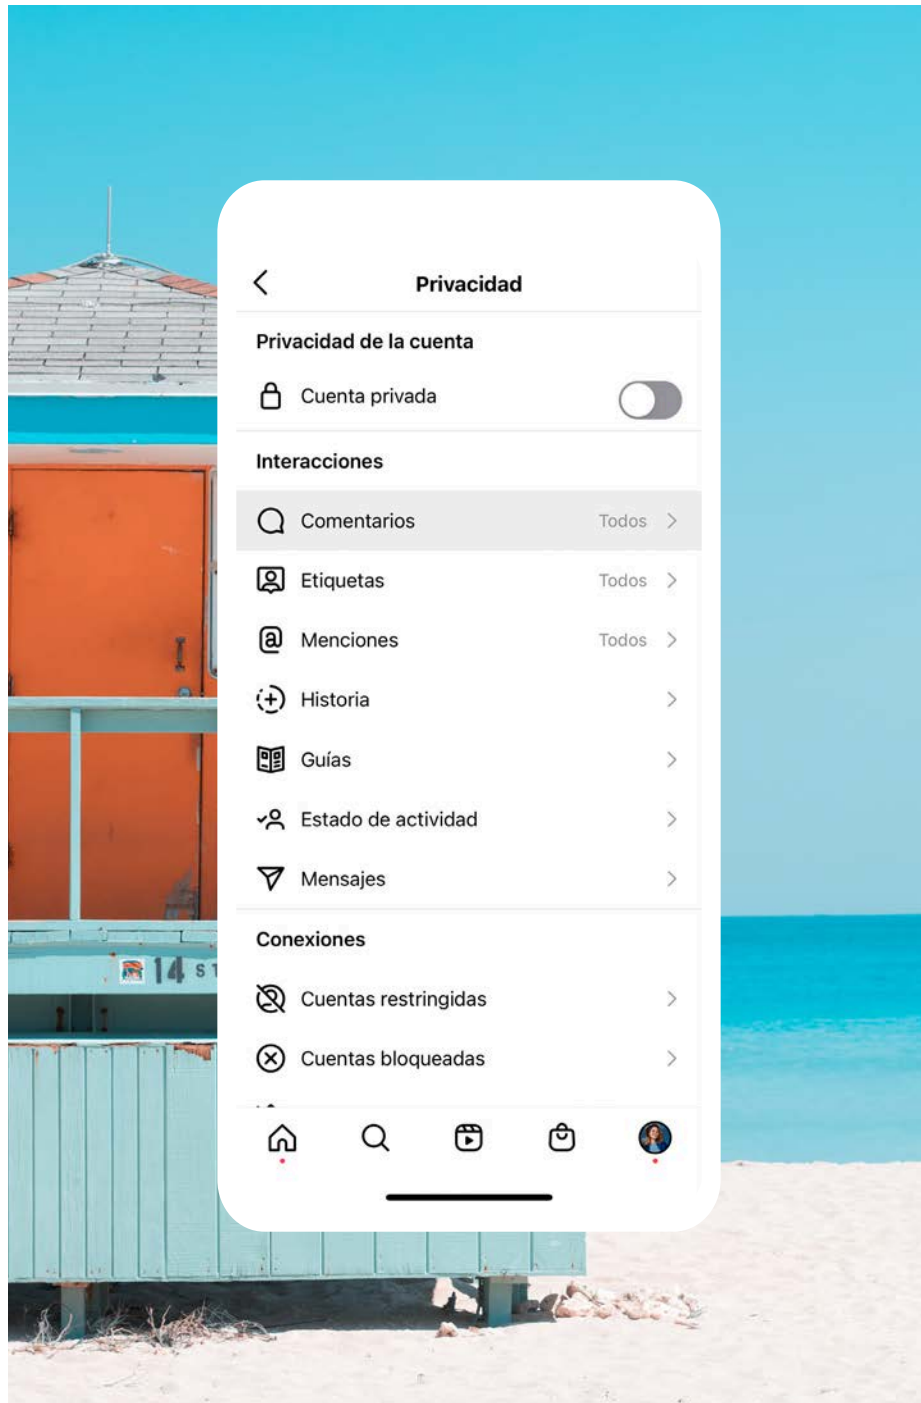 Privacidad
Privacidad de la cuenta
Cuenta privada
Interacciones
Comentarios Todos
Etiquetas Todos
Menciones Todos
Historia
Guías
Estado de actividad
Mensajes
Conexiones
14 ST
Cuentas restringidas
Cuentas bloqueadas